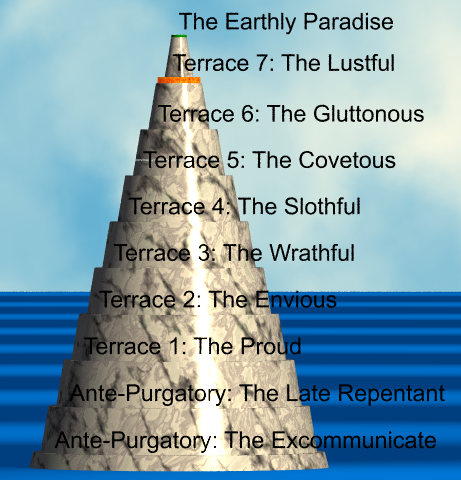 The Earthly Paradise
Terrace 7: The Lustful
Terrace 6: The Gluttonous
Terrace 5: The Covetous
Terrace 4: The Slothful
Terrace 3: The Wrathful
Terrace 2: The Envious
Terrace 1: The Proud
Ante-Purgatory: The Late Repentant
Ante-Purgatory: The Excommunicate